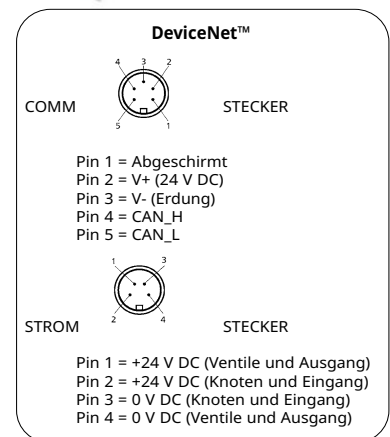 DeviceNet™
4 3 2
COMM STECKER
5 1
Pin 1 = Abgeschirmt
Pin 2 = V+ (24 V DC)
Pin 3 = V- (Erdung)
Pin 4 = CAN_H
Pin 5 = CAN_L
1 3
STROM 2 4 STECKER
Pin 1 = +24 V DC (Ventile und Ausgang)
Pin 2 = +24 V DC (Knoten und Eingang)
Pin 3 = 0 V DC (Knoten und Eingang)
Pin 4 = 0 V DC (Ventile und Ausgang)